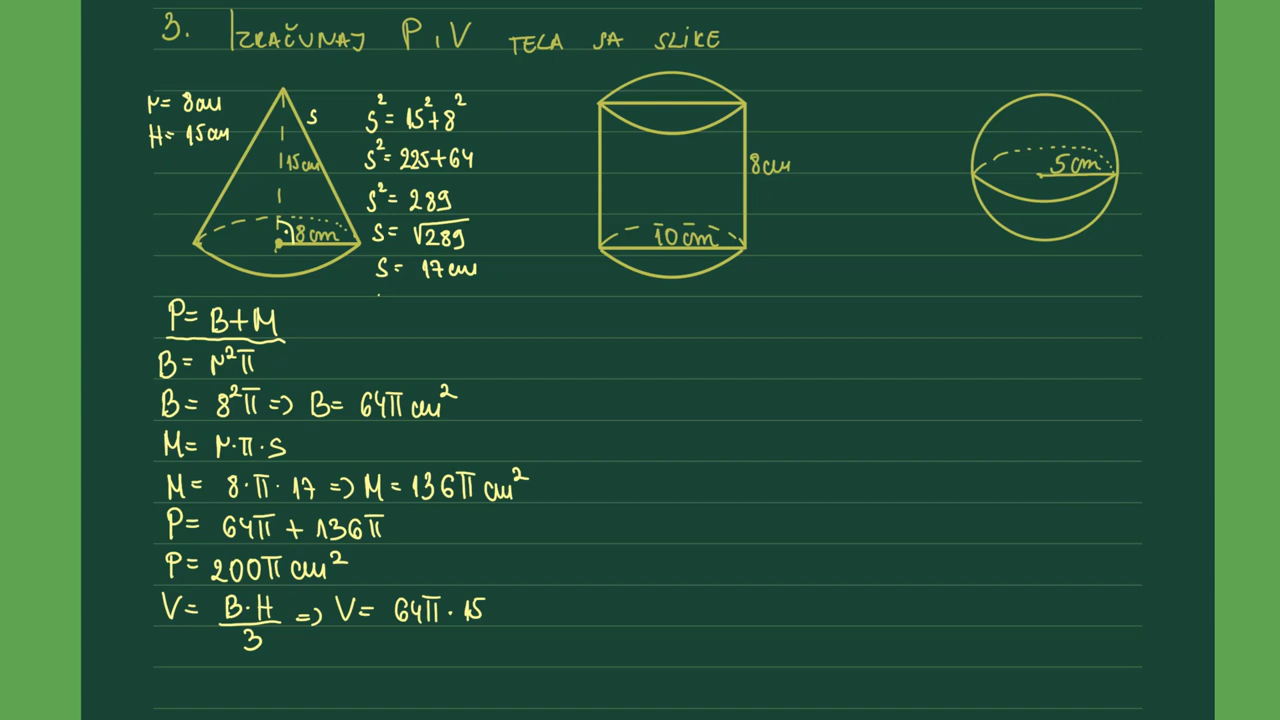 3. IZRAČUNAJ P I V TELA SA SLIKE
r = 8cm
H = 15cm
s
15cm
8cm
s² = 15² + 8²
s² = 225 + 64
s² = 289
s = √289
s = 17cm
8cm
10cm
5cm
P = B + M
B = r²π
B = 8²π => B = 64π cm²
M = r·π·s
M = 8·π·17 => M = 136π cm²
P = 64π + 136π
P = 200π cm²
V = B·H/3 => V = 64π · 15